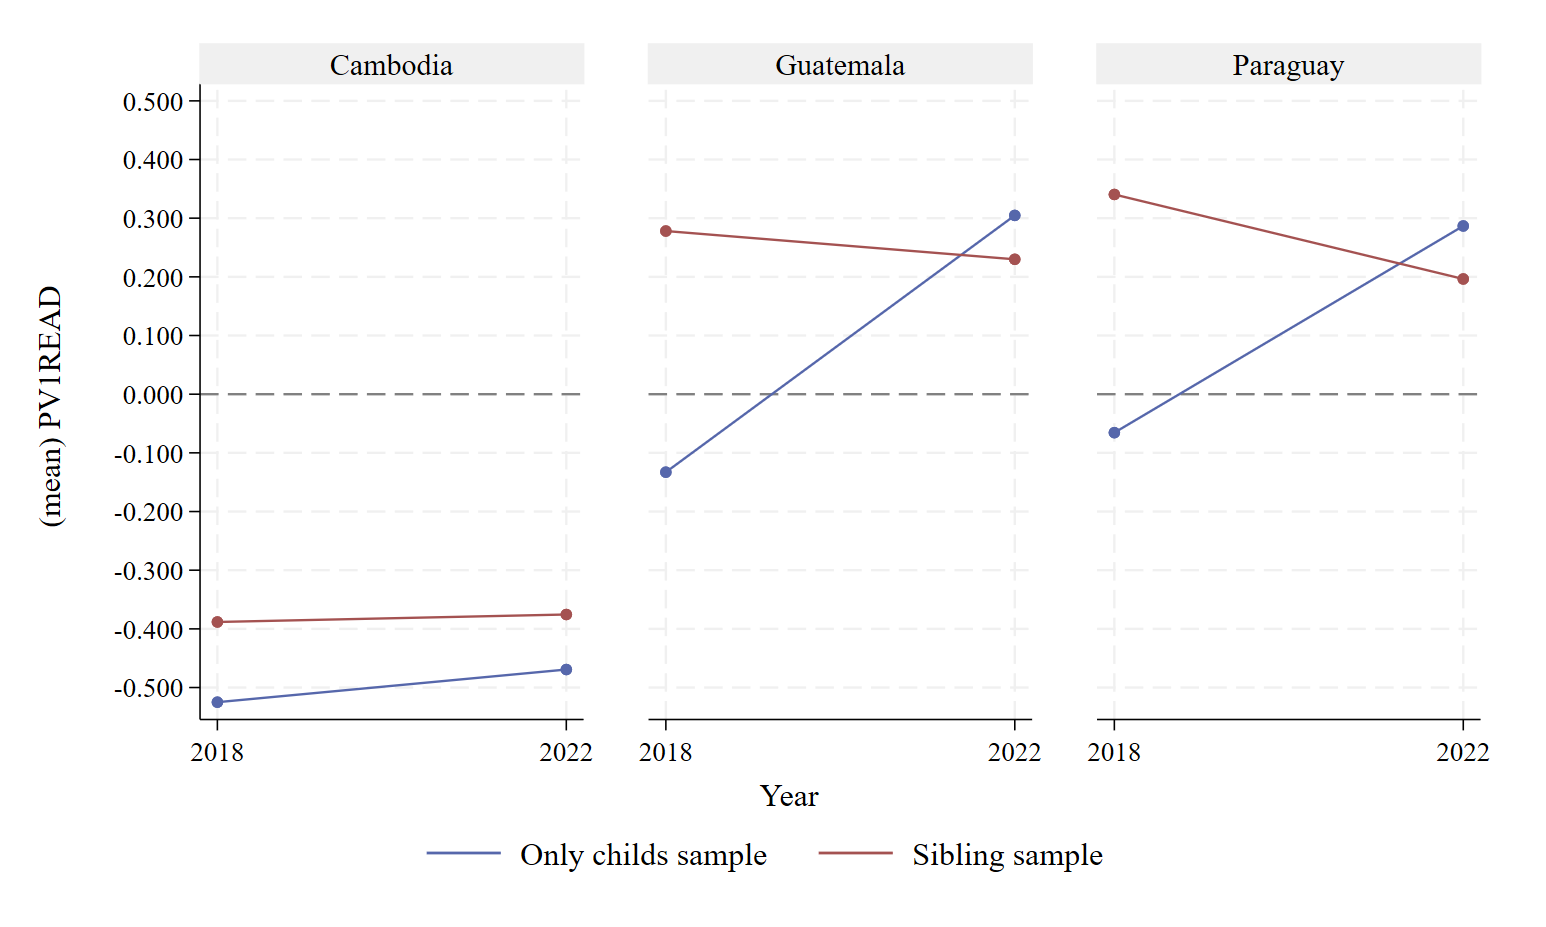 Cambodia Guatemala Paraguay
0.500
0.400
0.300
0.200
0.100
0.000
-0.100
-0.200
-0.300
-0.400
-0.500
(mean) PV1READ
2018 2022 2018 2022 2018 2022
Year
Only childs sample Sibling sample